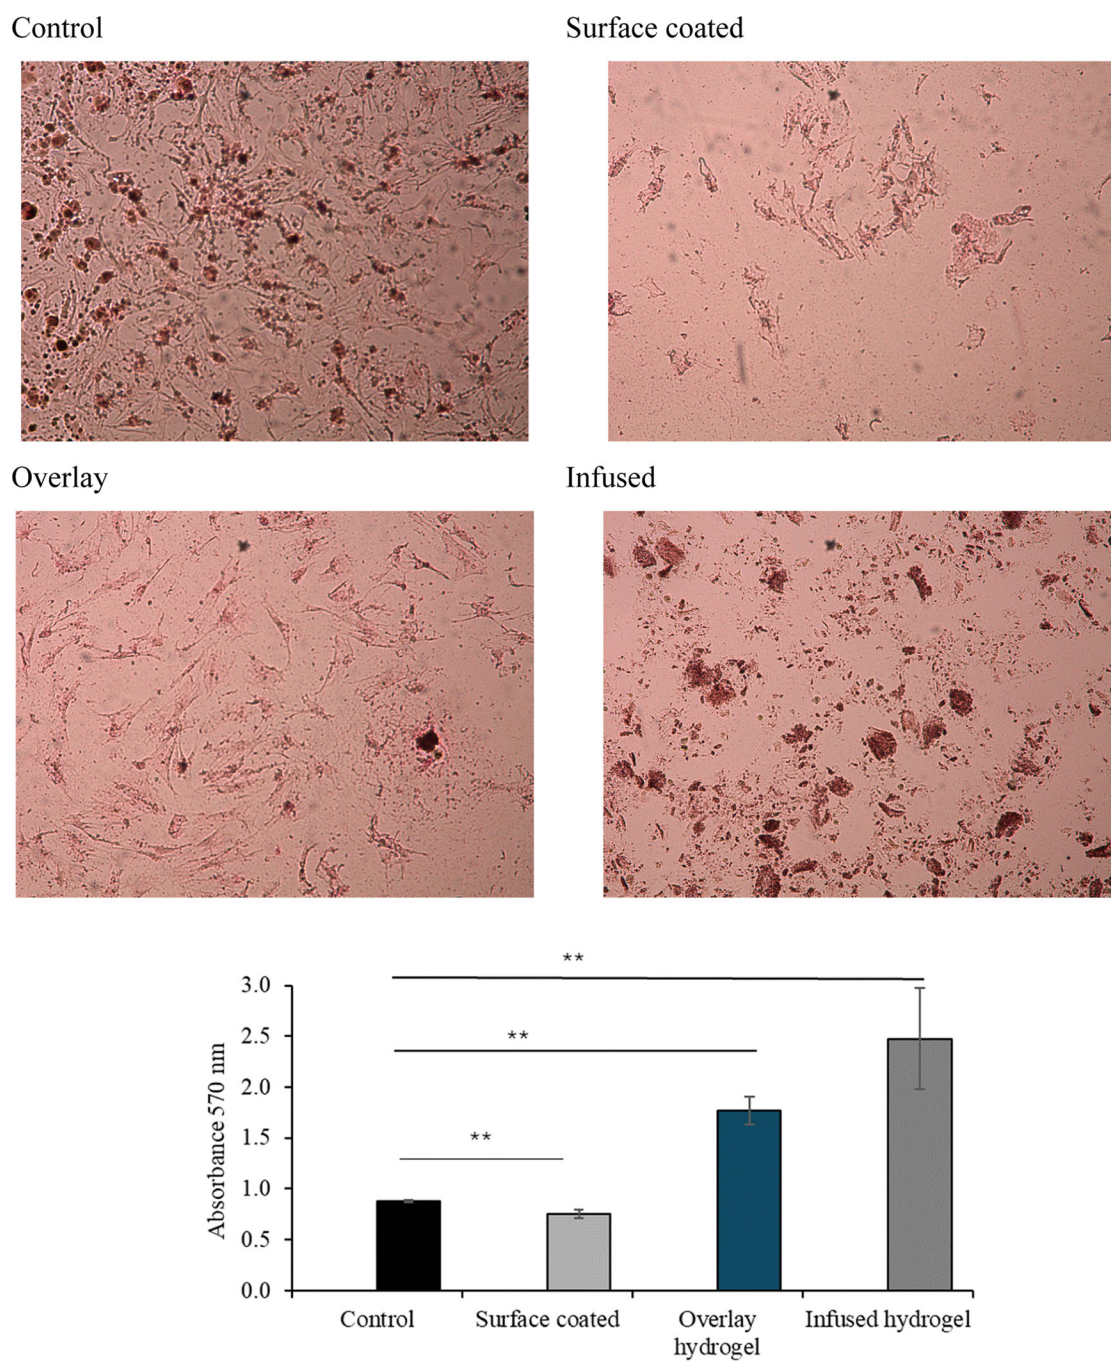 Control
Surface coated
Overlay
Infused
**
**
**
3.0
2.5
2.0
1.5
1.0
0.5
0.0
Absorbance 570 nm
Control
Surface coated
Overlay
hydrogel
Infused hydrogel